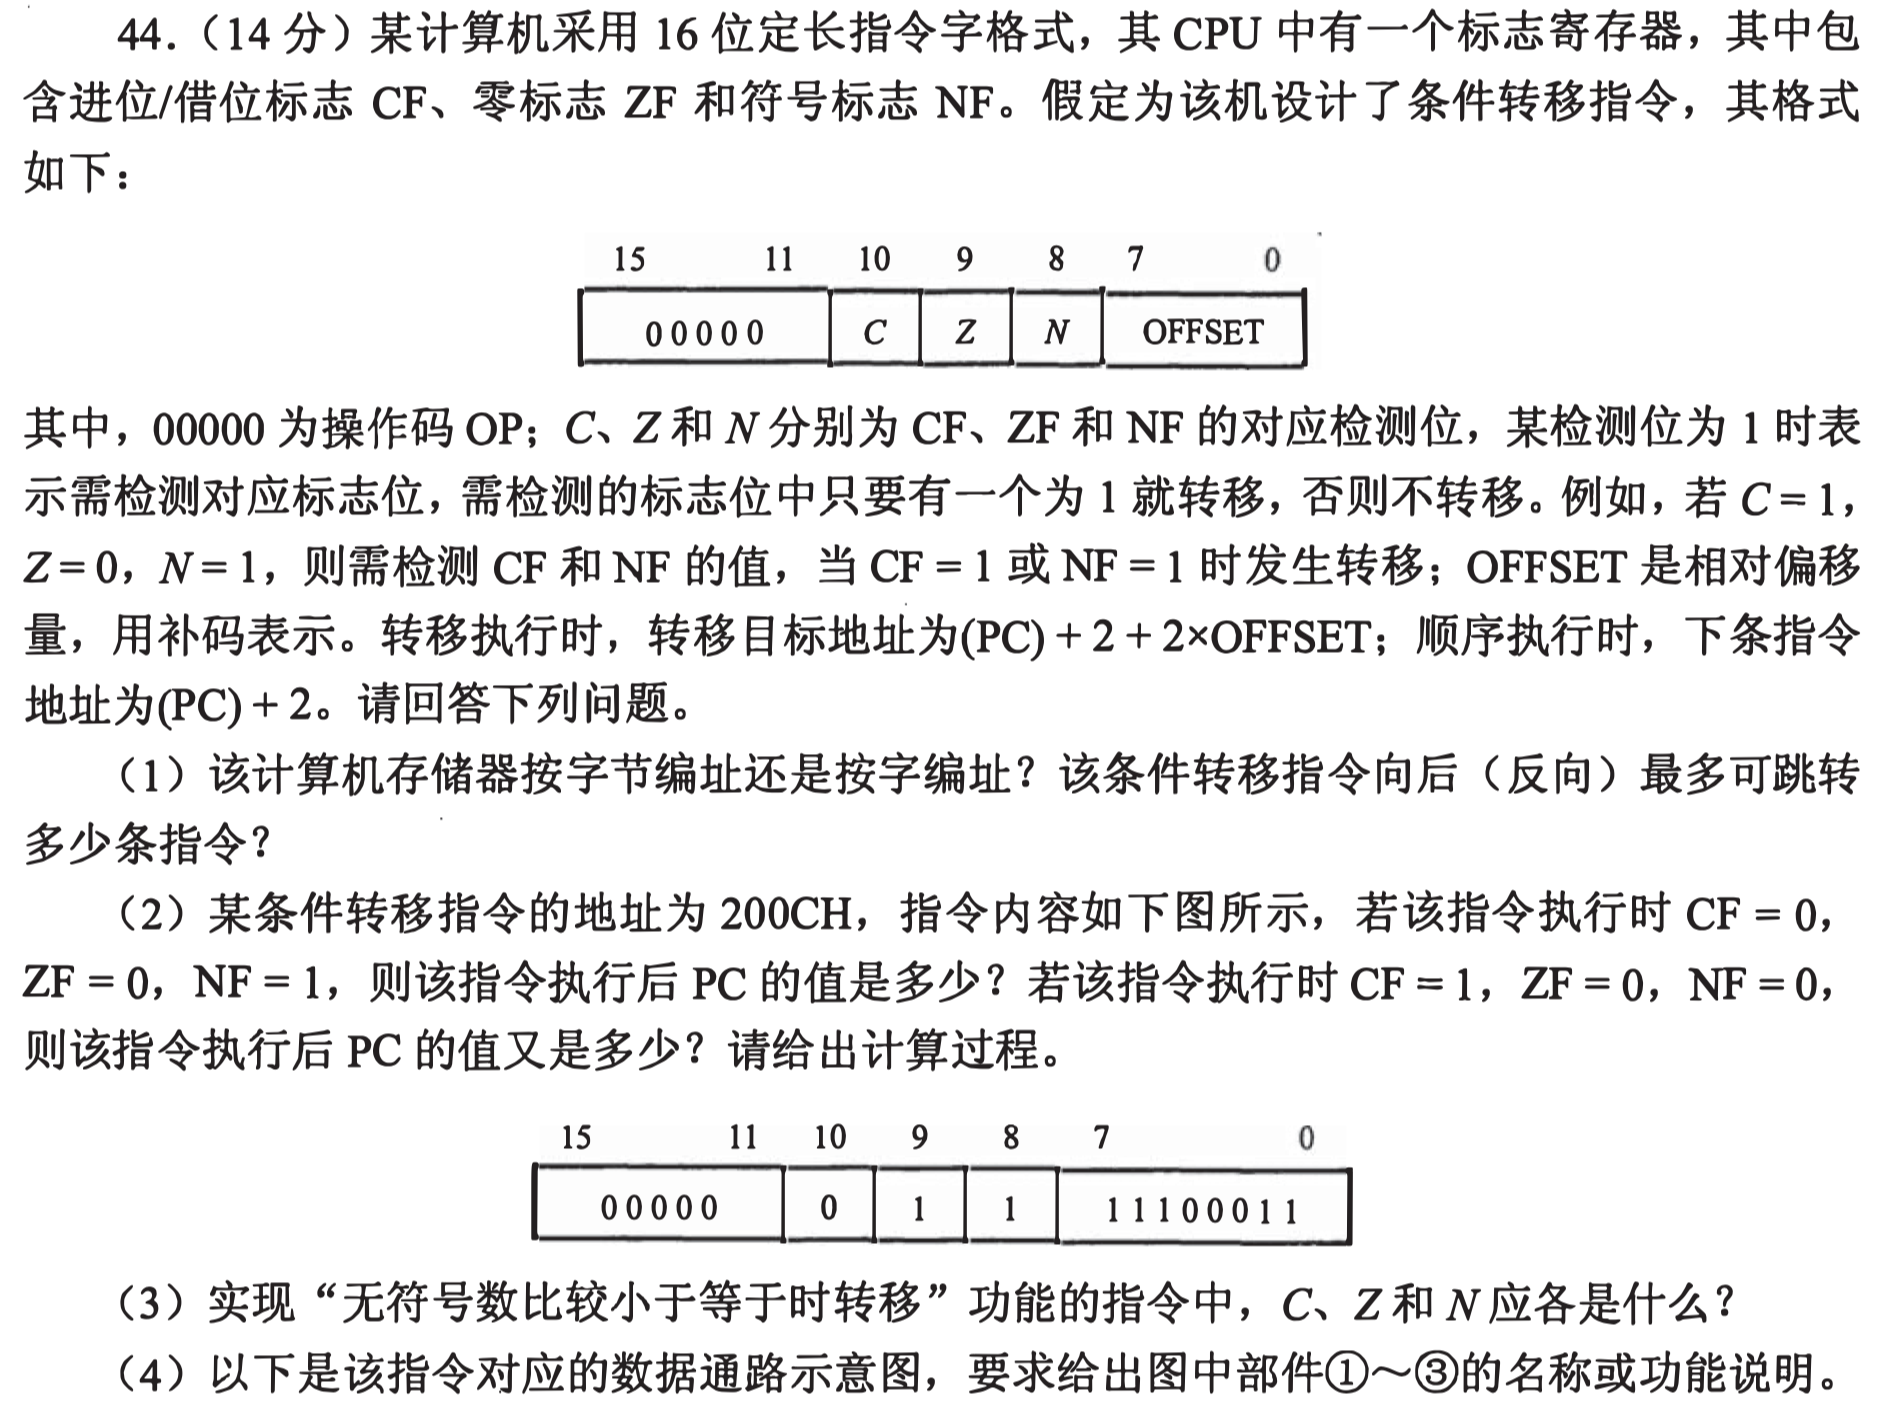 44.（14 分）某计算机采用 16 位定长指令字格式，其 CPU 中有一个标志寄存器，其中包
含进位/借位标志 CF、零标志 ZF 和符号标志 NF。假定为该机设计了条件转移指令，其格式
如下：
15 11 10 9 8 7 0
0 0 0 0 0 C Z N OFFSET
其中，00000 为操作码 OP；C、Z 和 N 分别为 CF、ZF 和 NF 的对应检测位，某检测位为 1 时表
示需检测对应标志位，需检测的标志位中只要有一个为 1 就转移，否则不转移。例如，若 C = 1，
Z = 0，N = 1，则需检测 CF 和 NF 的值，当 CF = 1 或 NF = 1 时发生转移；OFFSET 是相对偏移
量，用补码表示。转移执行时，转移目标地址为(PC) + 2 + 2×OFFSET；顺序执行时，下条指令
地址为(PC) + 2。请回答下列问题。
（1）该计算机存储器按字节编址还是按字编址？该条件转移指令向后（反向）最多可跳转
多少条指令？
（2）某条件转移指令的地址为 200CH，指令内容如下图所示，若该指令执行时 CF = 0，
ZF = 0，NF = 1，则该指令执行后 PC 的值是多少？若该指令执行时 CF = 1，ZF = 0，NF = 0，
则该指令执行后 PC 的值又是多少？请给出计算过程。
15 11 10 9 8 7 0
0 0 0 0 0 0 1 1 1 1 1 0 0 0 1 1
（3）实现“无符号数比较小于等于时转移”功能的指令中，C、Z 和 N 应各是什么？
（4）以下是该指令对应的数据通路示意图，要求给出图中部件①～③的名称或功能说明。